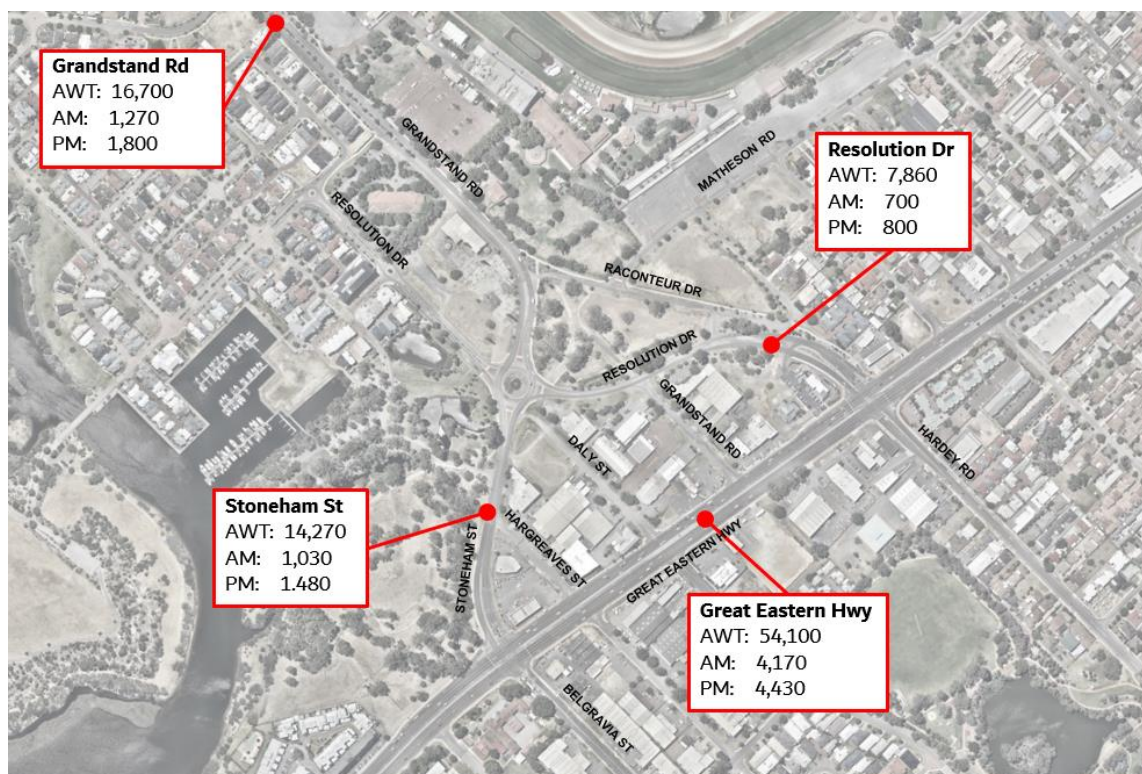 Grandstand Rd
AWT: 16,700
AM: 1,270
PM: 1,800
GRANDSTAND RD
MATHESON RD
Resolution Dr
AWT: 7,860
AM: 700
PM: 800
RESOLUTION DR
RACONTEUR DR
RESOLUTION DR
GRANDSTAND RD
HARDEY RD
DALY ST
Stoneham St
AWT: 14,270
AM: 1,030
PM: 1.480
HARGREAVES ST
STONEHAM ST
GREAT EASTERN HWY
Great Eastern Hwy
AWT: 54,100
AM: 4,170
PM: 4,430
BELGRAVIA ST